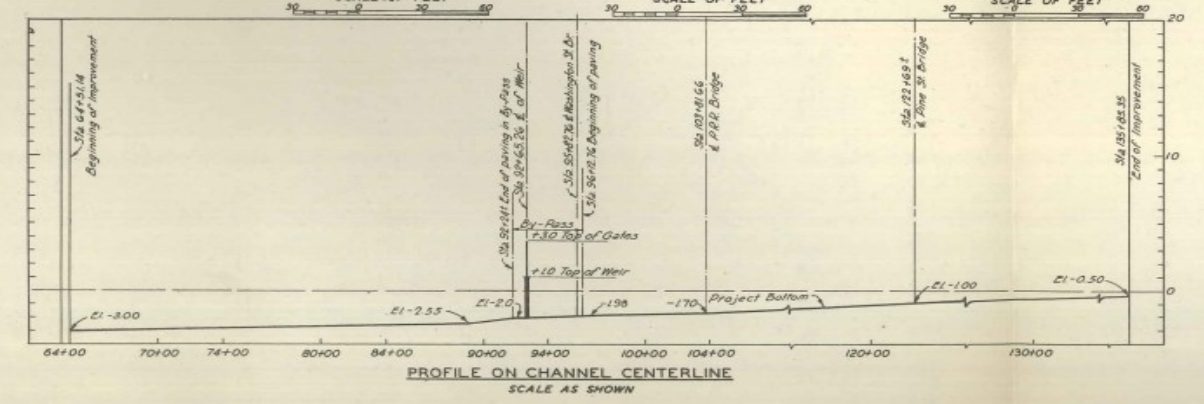 SCALE OF FEET
30 0 30 60
SCALE OF FEET
30 0 30 60
SCALE OF FEET
30 0 30 60
20
10
0
Sta 64+51.14
Beginning of Improvement
Sta 92+24± End of paving in By-Pass
Sta 92+65.26 ℄ of Weir
Sta 95+82.76 ℄ Washington St Br
Sta 96+12.76 Beginning of paving
Sta 103+81.66
℄ P.R.R. Bridge
Sta 122+69±
℄ Pine St Bridge
Sta 135+85.35
End of Improvement
By-Pass
+3.0 Top of Gates
+1.0 Top of Weir
El.-3.00
El.-2.55
El.-2.0
-1.98
-1.70
Project Bottom
El.-1.00
El.-0.50
64+00 70+00 74+00 80+00 84+00 90+00 94+00 100+00 104+00 120+00 130+00
PROFILE ON CHANNEL CENTERLINE
SCALE AS SHOWN